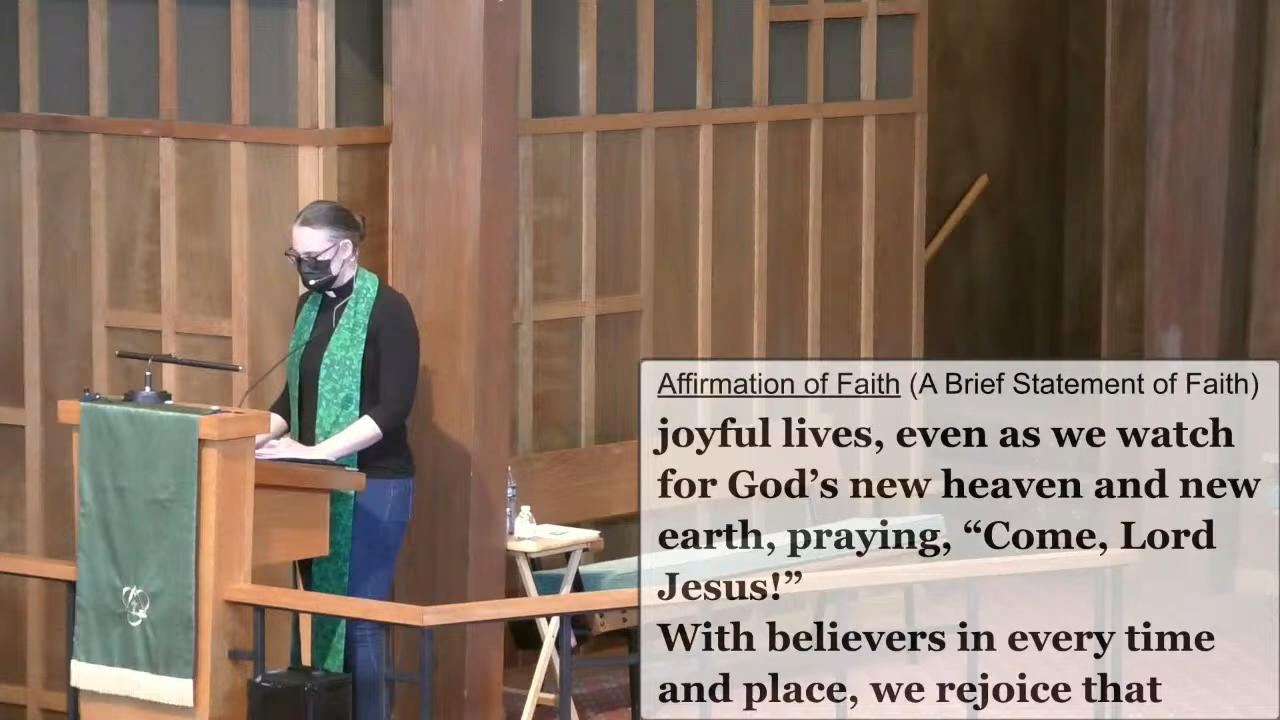 Affirmation of Faith (A Brief Statement of Faith)
joyful lives, even as we watch
for God’s new heaven and new
earth, praying, “Come, Lord
Jesus!”
With believers in every time
and place, we rejoice that